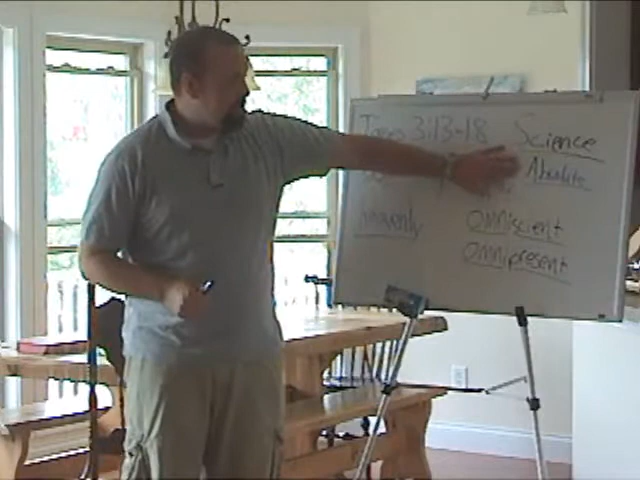 James 3:13-18
Science
Absolute
heavenly
omniscient
omnipresent